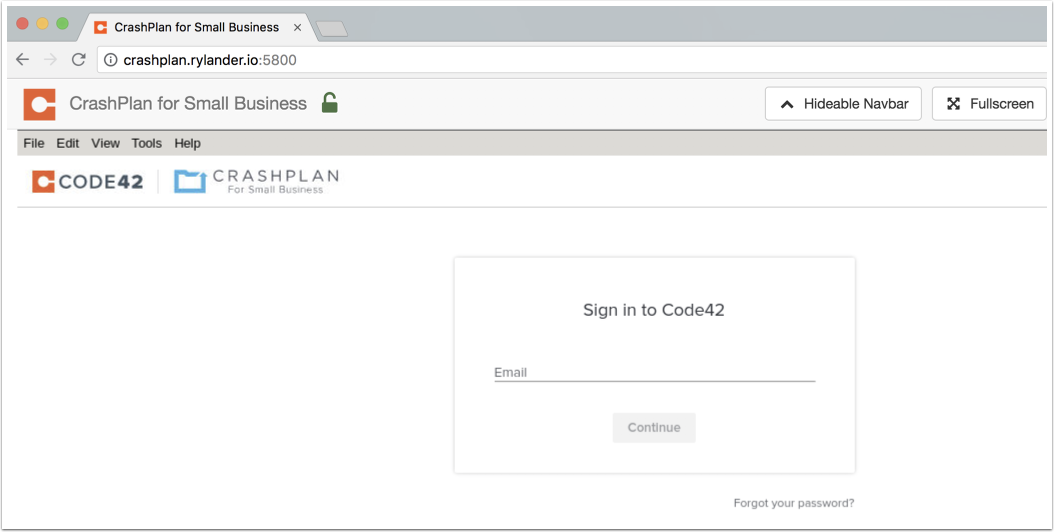 CrashPlan for Small Business
crashplan.rylander.io:5800
CrashPlan for Small Business Hideable Navbar Fullscreen
File Edit View Tools Help
CODE42 CRASHPLAN
For Small Business
Sign in to Code42
Email
Continue
Forgot your password?